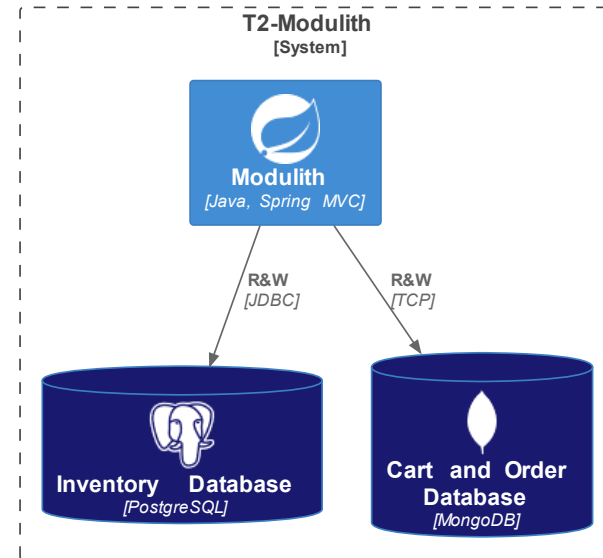 T2-Modulith
[System]
Modulith
[Java, Spring MVC]
R&W
[JDBC]
R&W
[TCP]
Inventory Database
[PostgreSQL]
Cart and Order
Database
[MongoDB]